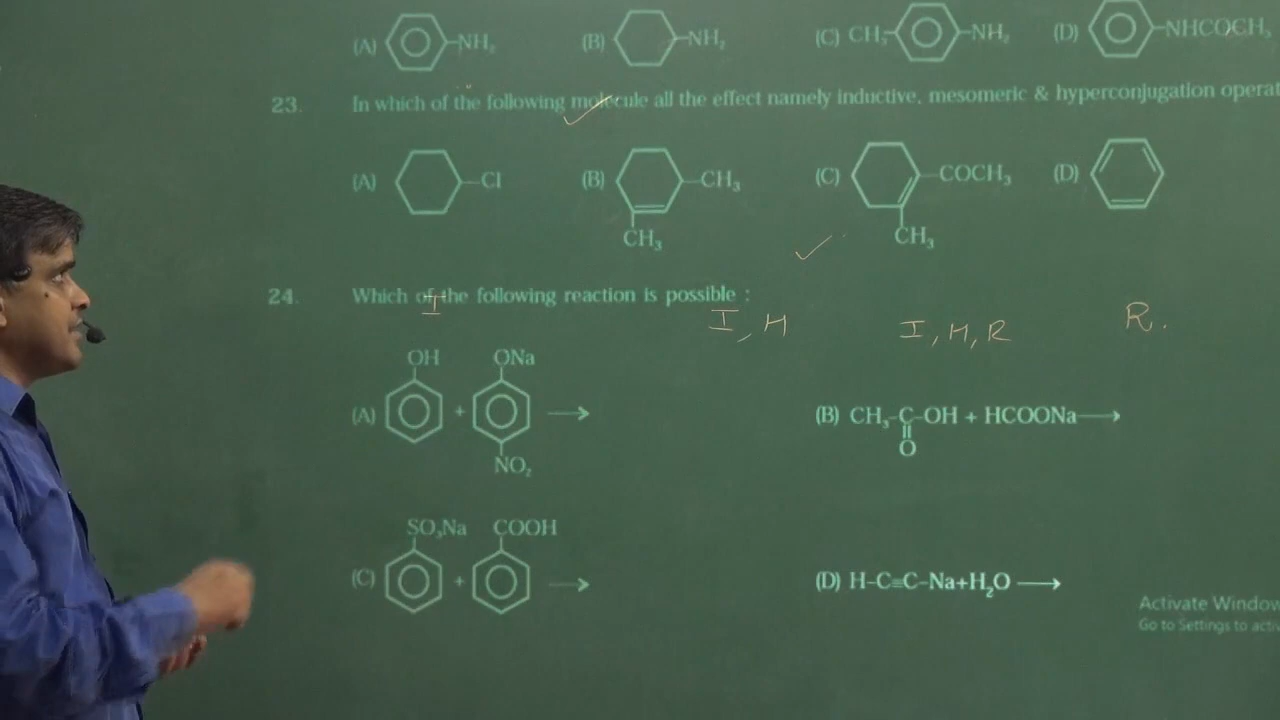 (A) NH₂ (B) NH₂ (C) CH₃ NH₂ (D) NHCOCH₃
23. In which of the following molecule all the effect namely inductive, mesomeric & hyperconjugation operat
(A) Cl (B) CH₃ CH₃ (C) COCH₃ CH₃ (D)
24. Which of the following reaction is possible :
I I, H I, H, R R.
(A) OH + ONa NO₂ ⟶ (B) CH₃-C-OH + HCOONa⟶
O
(C) SO₃Na + COOH ⟶ (D) H-C≡C-Na+H₂O ⟶
Activate Window
Go to Settings to activ